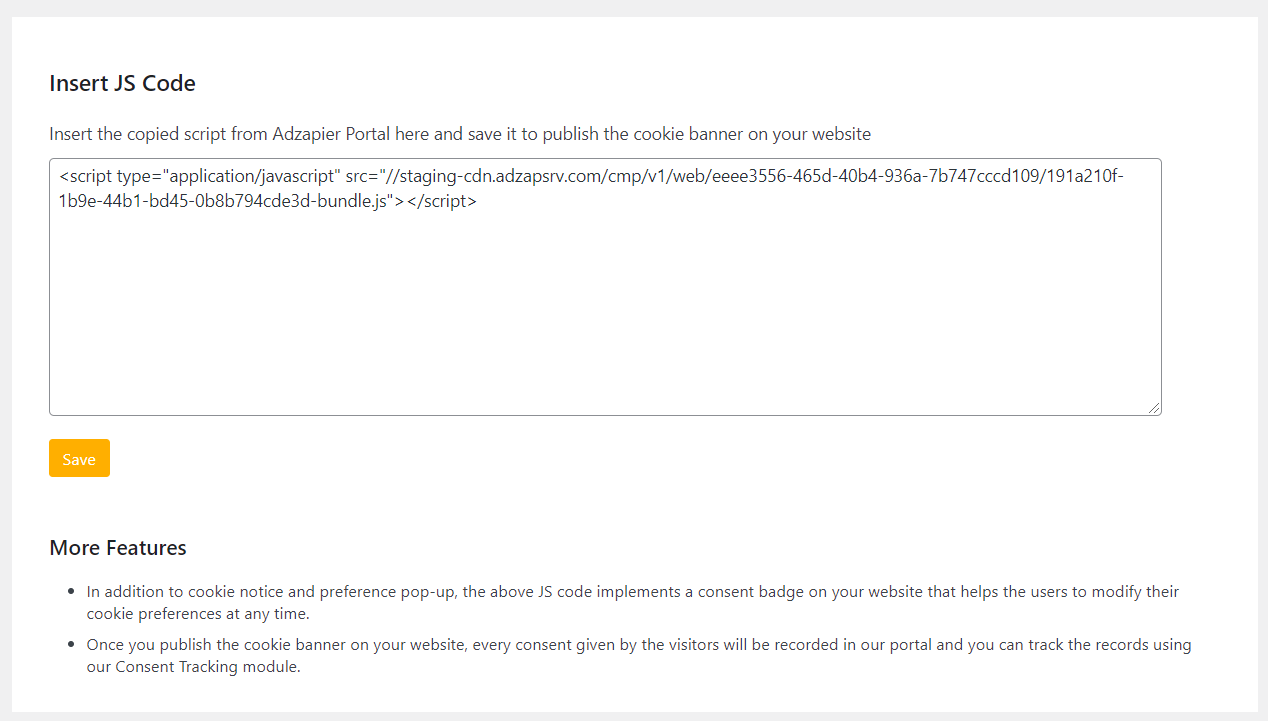 Insert JS Code
Insert the copied script from Adzapier Portal here and save it to publish the cookie banner on your website
<script type="application/javascript" src="//staging-cdn.adzapsrv.com/cmp/v1/web/eeee3556-465d-40b4-936a-7b747cccd109/191a210f-
1b9e-44b1-bd45-0b8b794cde3d-bundle.js"></script>
Save
More Features
• In addition to cookie notice and preference pop-up, the above JS code implements a consent badge on your website that helps the users to modify their
cookie preferences at any time.
• Once you publish the cookie banner on your website, every consent given by the visitors will be recorded in our portal and you can track the records using
our Consent Tracking module.